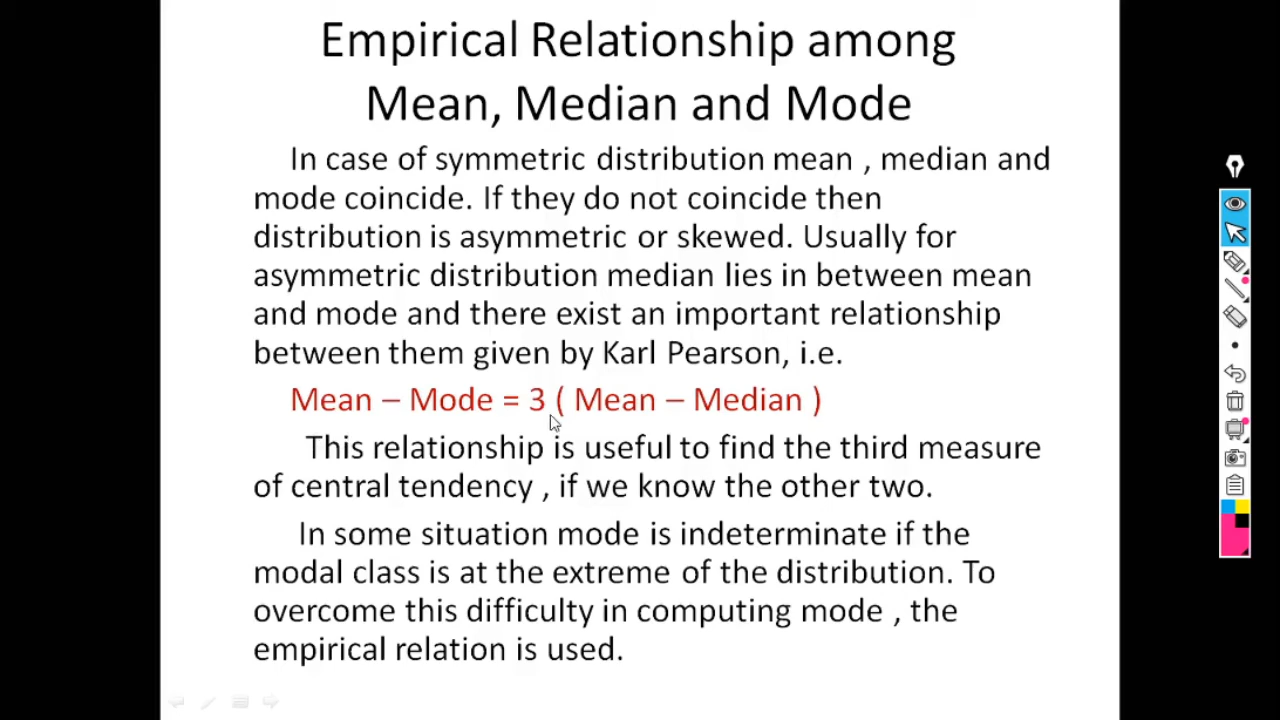 Empirical Relationship among
Mean, Median and Mode
In case of symmetric distribution mean , median and
mode coincide. If they do not coincide then
distribution is asymmetric or skewed. Usually for
asymmetric distribution median lies in between mean
and mode and there exist an important relationship
between them given by Karl Pearson, i.e.
Mean – Mode = 3 ( Mean – Median )
This relationship is useful to find the third measure
of central tendency , if we know the other two.
In some situation mode is indeterminate if the
modal class is at the extreme of the distribution. To
overcome this difficulty in computing mode , the
empirical relation is used.